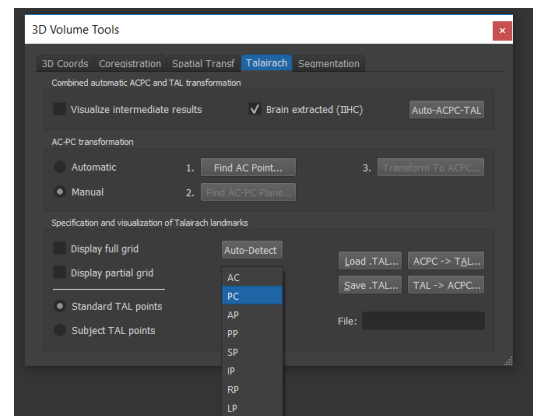 3D Volume Tools
×
3D Coords Coregistration Spatial Transf Talairach Segmentation
Combined automatic ACPC and TAL transformation
Visualize intermediate results Brain extracted (IIHC) Auto-ACPC-TAL
AC-PC transformation
Automatic 1. Find AC Point... 3. Transform To ACPC...
Manual 2. Find AC-PC Plane...
Specification and visualization of Talairach landmarks
Display full grid Auto-Detect
Load .TAL... ACPC -> TAL...
Display partial grid AC
Save .TAL... TAL -> ACPC...
PC
Standard TAL points AP
File:
Subject TAL points PP
SP
IP
RP
LP